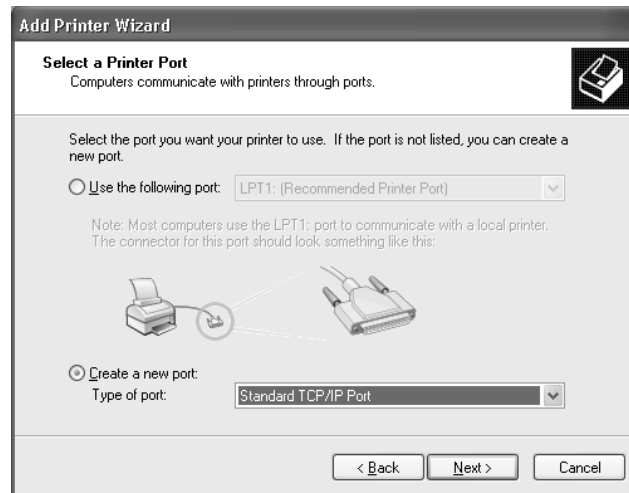 Add Printer Wizard
Select a Printer Port
Computers communicate with printers through ports.
Select the port you want your printer to use. If the port is not listed, you can create a
new port.
Use the following port: LPT1: (Recommended Printer Port)
Note: Most computers use the LPT1: port to communicate with a local printer.
The connector for this port should look something like this:
Create a new port:
Type of port: Standard TCP/IP Port
< Back Next > Cancel